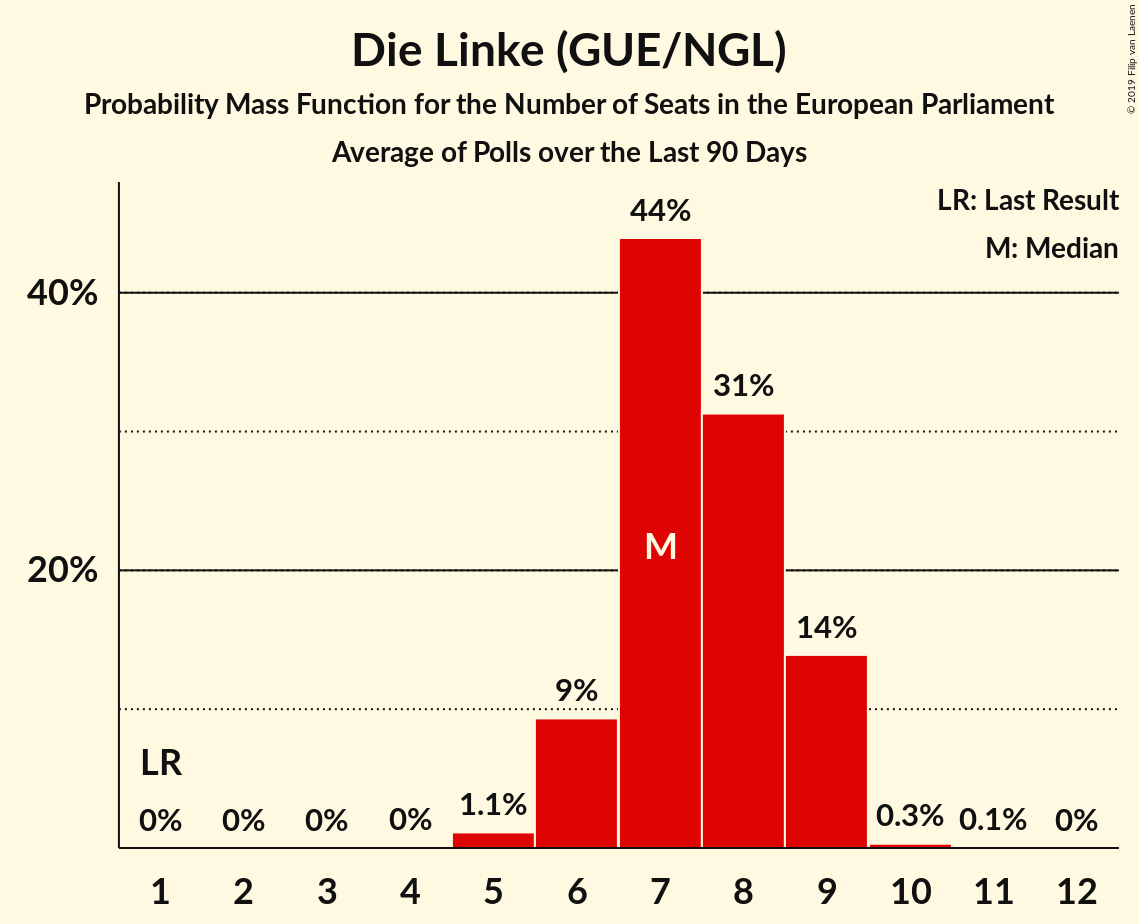 Die Linke (GUE/NGL)
Probability Mass Function for the Number of Seats in the European Parliament
Average of Polls over the Last 90 Days
© 2019 Filip van Laenen
LR: Last Result
M: Median
44%
40%
31%
M
20%
14%
9%
LR
0% 0% 0% 0% 1.1% 0.3% 0.1% 0%
1 2 3 4 5 6 7 8 9 10 11 12